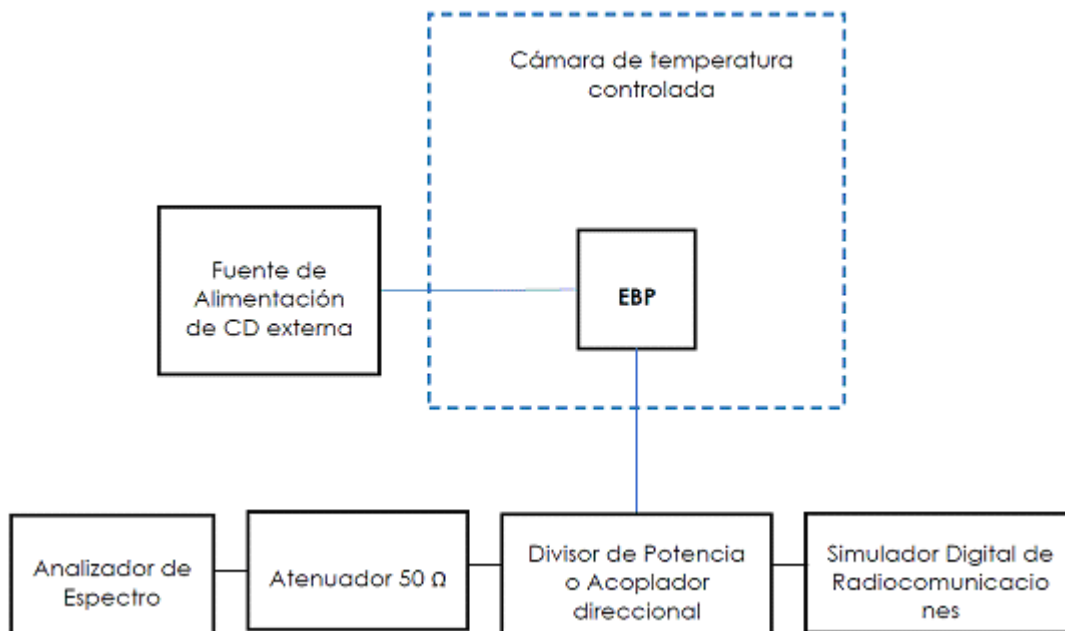 Cámara de temperatura
controlada
Fuente de
Alimentación
de CD externa
EBP
Analizador de
Espectro
Atenuador 50 Ω
Divisor de Potencia
o Acoplador
direccional
Simulador Digital de
Radiocomunicacio
nes